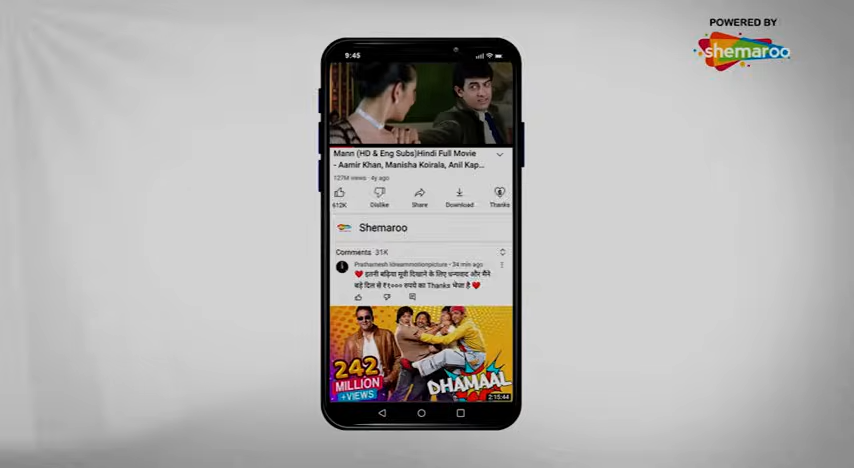 POWERED BY
shemaroo
9:45
Mann (HD & Eng Subs)Hindi Full Movie
- Aamir Khan, Manisha Koirala, Anil Kap...
127M views · 4y ago
612K
Dislike
Share
Download
Thanks
Shemaroo
Comments 31K
Prathamesh Idreammotionpicture • 34 min ago
❤️ इतनी बढ़िया मूवी दिखाने के लिए धन्यवाद और मैंने
बड़े दिल से ₹१००० रुपये का Thanks भेजा है ❤️
242
MILLION
+VIEWS
DHAMAAL
2:15:44